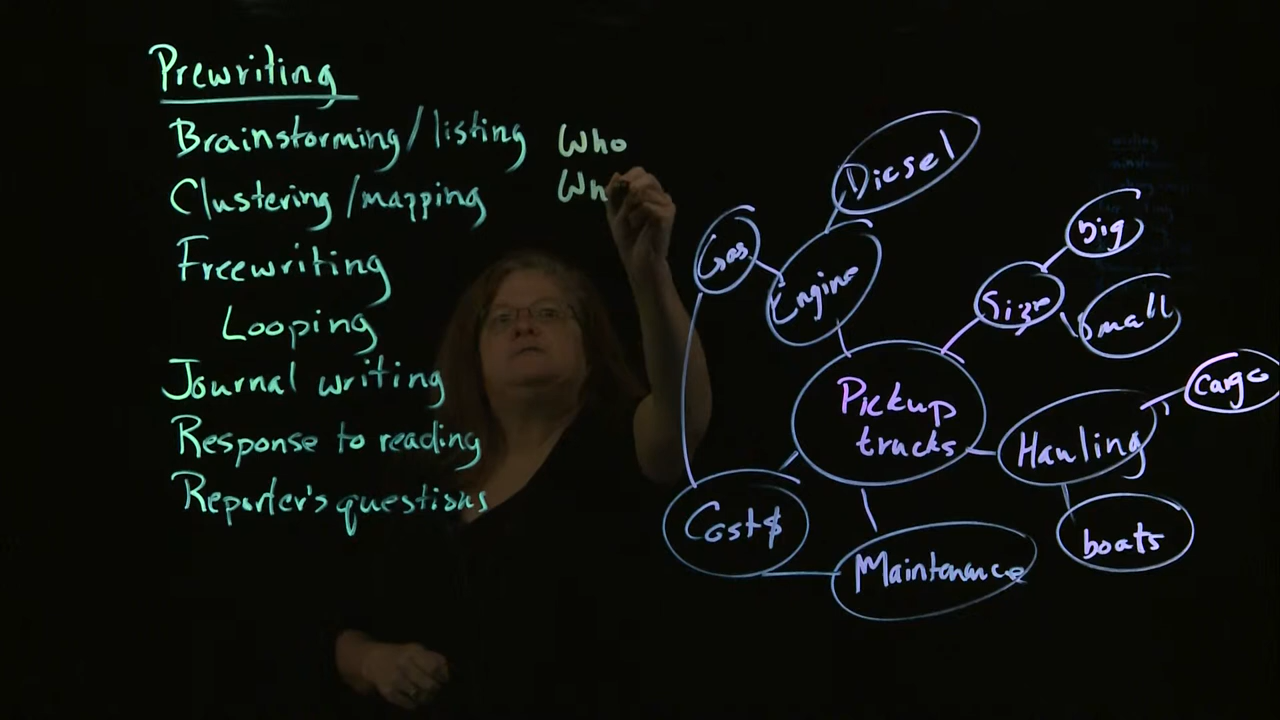 Prewriting
Brainstorming/listing
Clustering/mapping
Freewriting
Looping
Journal writing
Response to reading
Reporter's questions
Who
Wh
Diesel
Gas
Engine
Big
Size
Small
Cargo
Pickup
trucks
Hauling
Cost$
boats
Maintenance